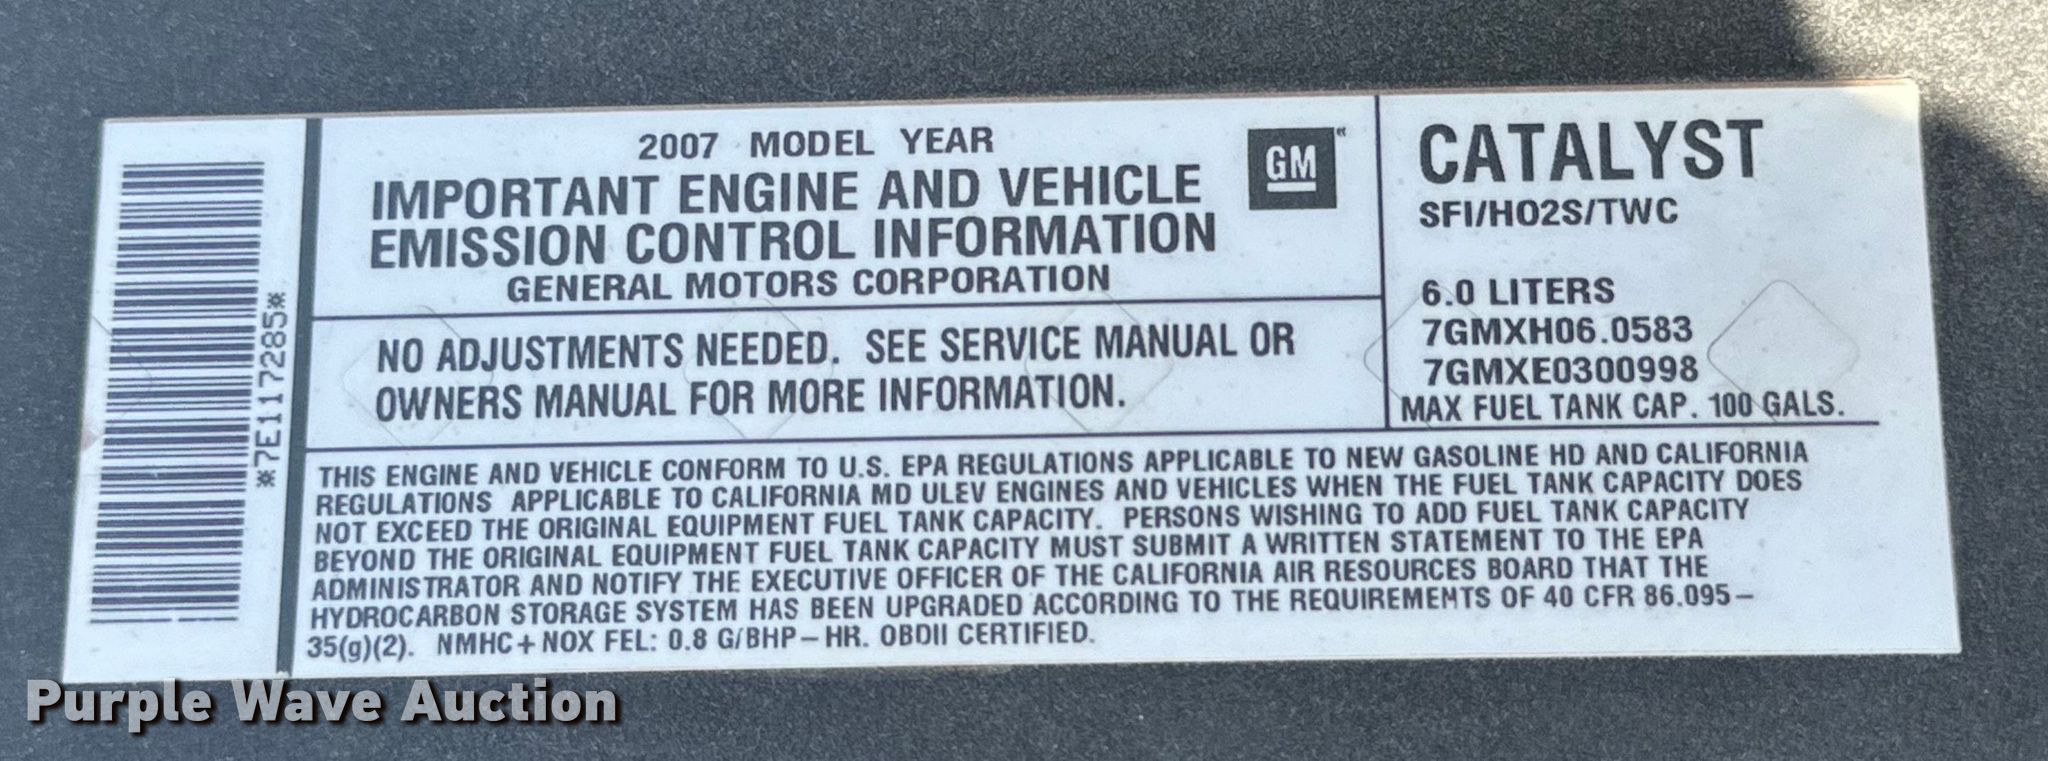 *7E1117285*
2007 MODEL YEAR
IMPORTANT ENGINE AND VEHICLE
EMISSION CONTROL INFORMATION
GENERAL MOTORS CORPORATION
GM
NO ADJUSTMENTS NEEDED. SEE SERVICE MANUAL OR
OWNERS MANUAL FOR MORE INFORMATION.
CATALYST
SFI/HO2S/TWC
6.0 LITERS
7GMXH06.0583
7GMXE0300998
MAX FUEL TANK CAP. 100 GALS.
THIS ENGINE AND VEHICLE CONFORM TO U.S. EPA REGULATIONS APPLICABLE TO NEW GASOLINE HD AND CALIFORNIA
REGULATIONS APPLICABLE TO CALIFORNIA MD ULEV ENGINES AND VEHICLES WHEN THE FUEL TANK CAPACITY DOES
NOT EXCEED THE ORIGINAL EQUIPMENT FUEL TANK CAPACITY. PERSONS WISHING TO ADD FUEL TANK CAPACITY
BEYOND THE ORIGINAL EQUIPMENT FUEL TANK CAPACITY MUST SUBMIT A WRITTEN STATEMENT TO THE EPA
ADMINISTRATOR AND NOTIFY THE EXECUTIVE OFFICER OF THE CALIFORNIA AIR RESOURCES BOARD THAT THE
HYDROCARBON STORAGE SYSTEM HAS BEEN UPGRADED ACCORDING TO THE REQUIREMENTS OF 40 CFR 86.095-
35(g)(2). NMHC+NOX FEL: 0.8 G/BHP-HR. OBDII CERTIFIED.
Purple Wave Auction